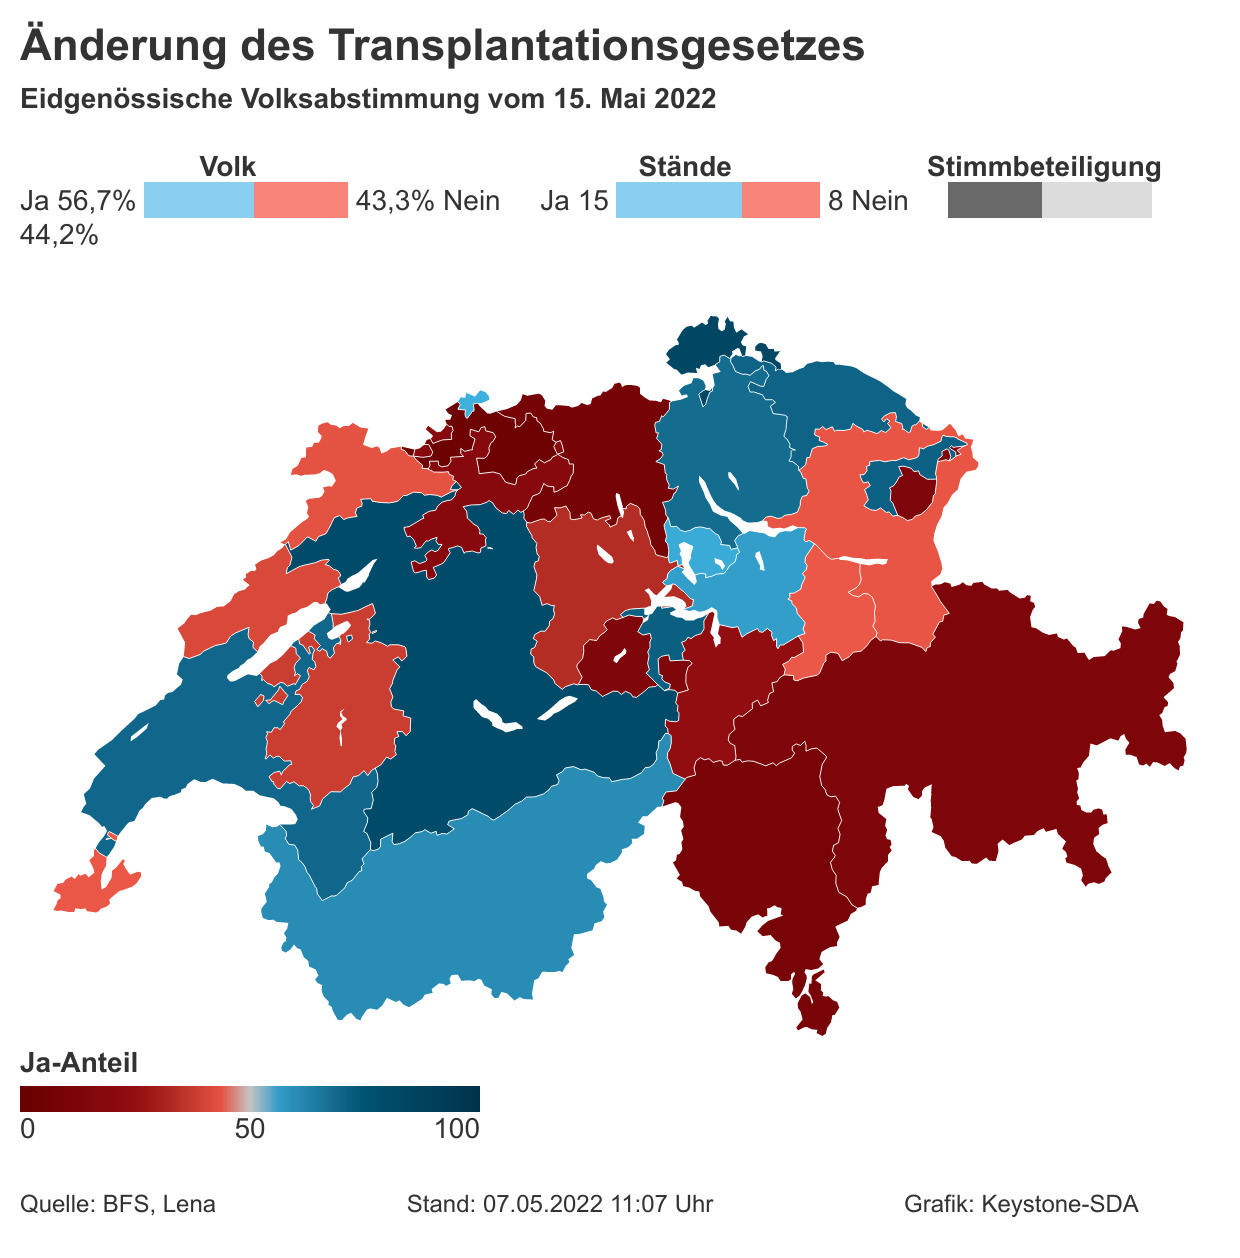 Änderung des Transplantationsgesetzes
Eidgenössische Volksabstimmung vom 15. Mai 2022
Volk
Ja 56,7% 43,3% Nein
Stände
Ja 15 8 Nein
Stimmbeteiligung
44,2%
Ja-Anteil
0 50 100
Quelle: BFS, Lena Stand: 07.05.2022 11:07 Uhr Grafik: Keystone-SDA